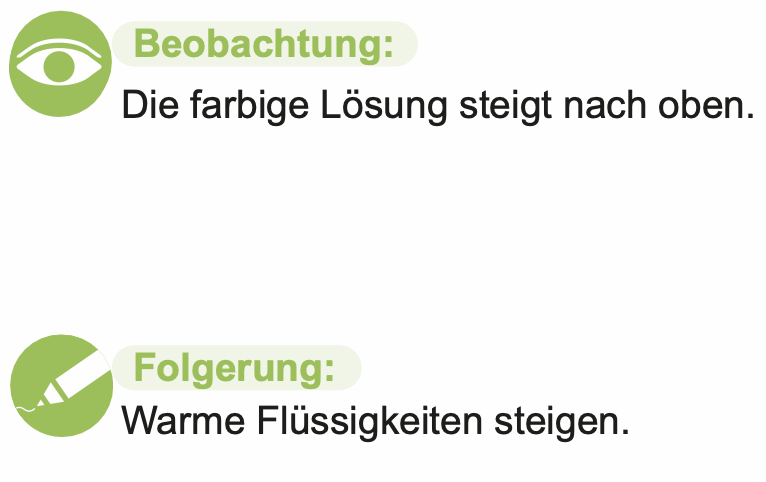 Beobachtung:
Die farbige Lösung steigt nach oben.
Folgerung:
Warme Flüssigkeiten steigen.